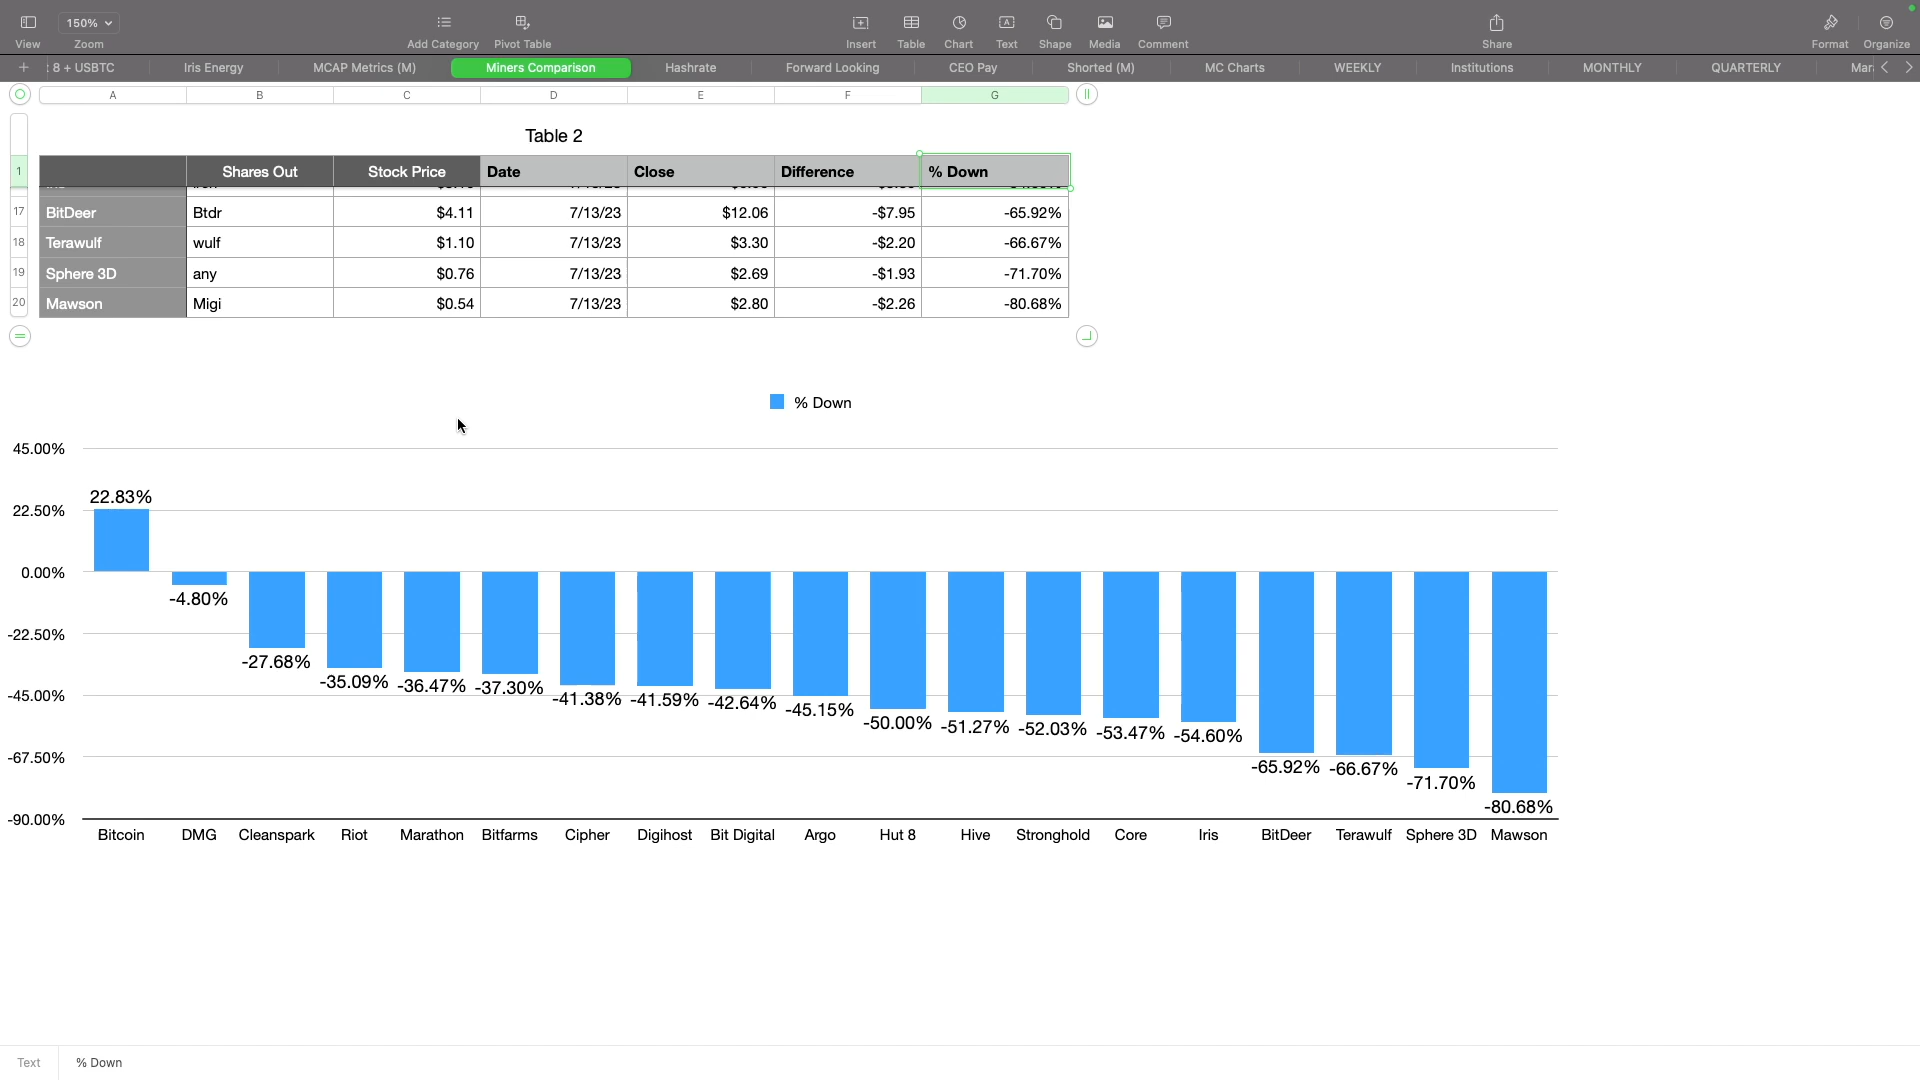 View
150%
Zoom
Add Category
Pivot Table
Insert
Table
Chart
Text
Shape
Media
Comment
Share
Format
Organize
: 8 + USBTC
Iris Energy
MCAP Metrics (M)
Miners Comparison
Hashrate
Forward Looking
CEO Pay
Shorted (M)
MC Charts
WEEKLY
Institutions
MONTHLY
QUARTERLY
A B C D E F G
Table 2
1 Shares Out Stock Price Date Close Difference % Down
17 BitDeer Btdr $4.11 7/13/23 $12.06 -$7.95 -65.92%
18 Terawulf wulf $1.10 7/13/23 $3.30 -$2.20 -66.67%
19 Sphere 3D any $0.76 7/13/23 $2.69 -$1.93 -71.70%
20 Mawson Migi $0.54 7/13/23 $2.80 -$2.26 -80.68%
% Down
45.00%
22.50%
0.00%
-22.50%
-45.00%
-67.50%
-90.00%
22.83%
-4.80%
-27.68%
-35.09%
-36.47%
-37.30%
-41.38%
-41.59%
-42.64%
-45.15%
-50.00%
-51.27%
-52.03%
-53.47%
-54.60%
-65.92%
-66.67%
-71.70%
-80.68%
Bitcoin DMG Cleanspark Riot Marathon Bitfarms Cipher Digihost Bit Digital Argo Hut 8 Hive Stronghold Core Iris BitDeer Terawulf Sphere 3D Mawson
Text
% Down